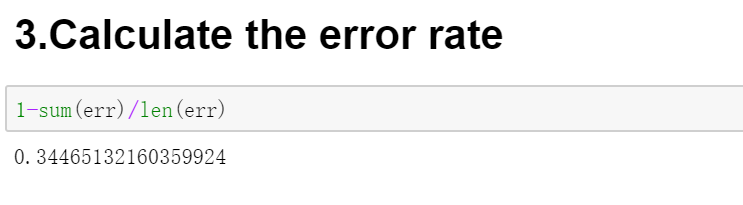 3.Calculate the error rate
1-sum(err)/len(err)
0.34465132160359924